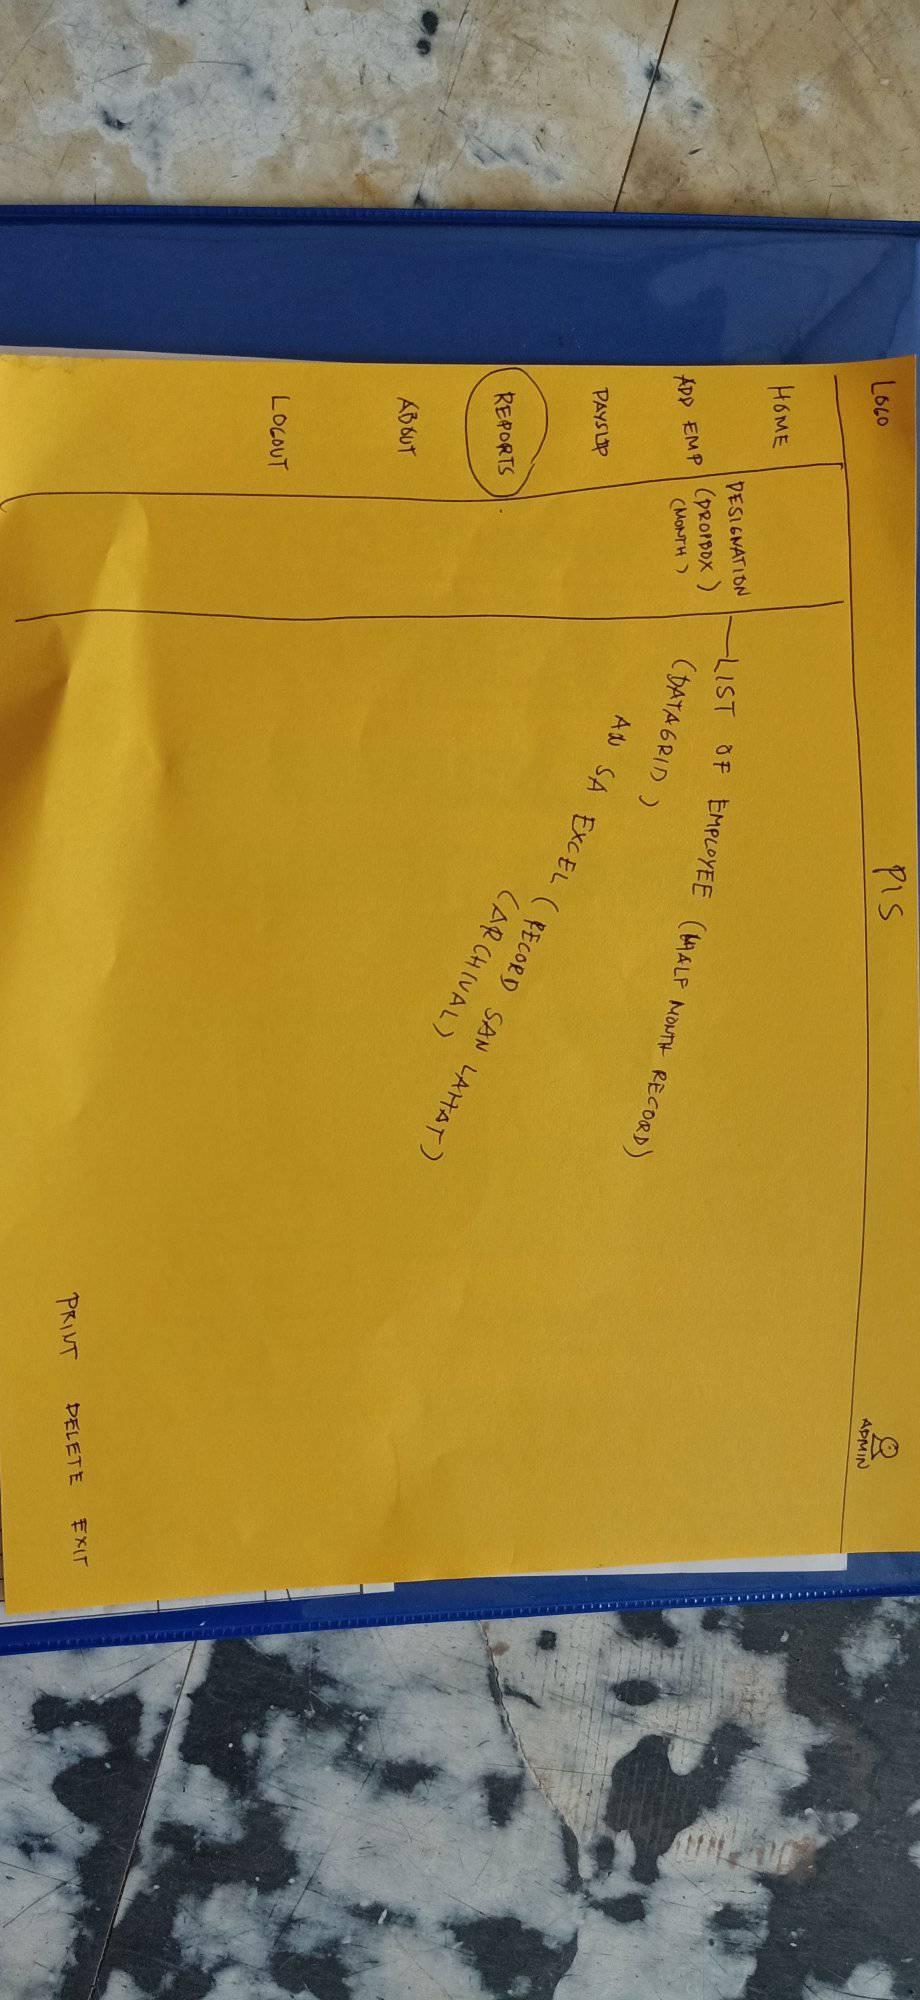 LOGO
PIS
ADMIN
HOME
ADD EMP
PAYSLIP
REPORTS
ABOUT
LOGOUT
DESIGNATION
(DROPBOX)
(MONTH)
LIST OF EMPLOYEE (HALF MONTH RECORD)
(DATAGRID)
AN SA EXCEL (RECORD SAN LAHAT)
(ARCHIVAL)
PRINT DELETE EXIT